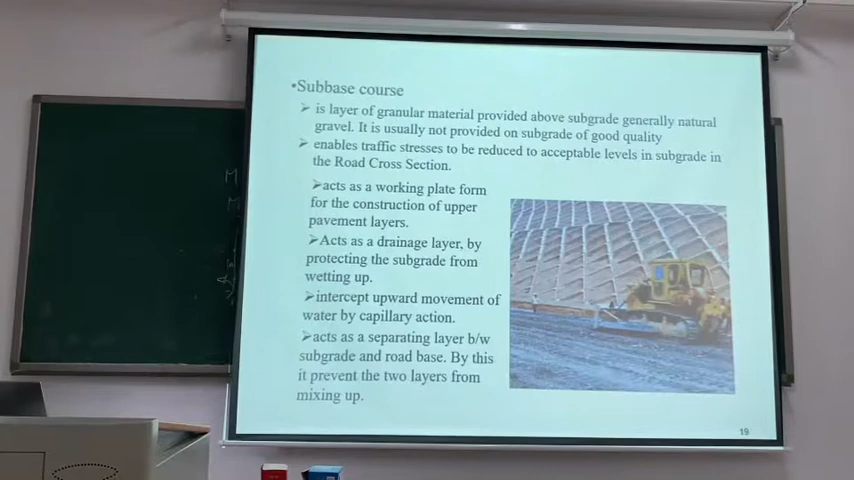 •Subbase course
➢ is layer of granular material provided above subgrade generally natural
gravel. It is usually not provided on subgrade of good quality
➢ enables traffic stresses to be reduced to acceptable levels in subgrade in
the Road Cross Section.
➢acts as a working plate form
for the construction of upper
pavement layers.
➢Acts as a drainage layer, by
protecting the subgrade from
wetting up.
➢intercept upward movement of
water by capillary action.
➢acts as a separating layer b/w
subgrade and road base. By this
it prevent the two layers from
mixing up.
19